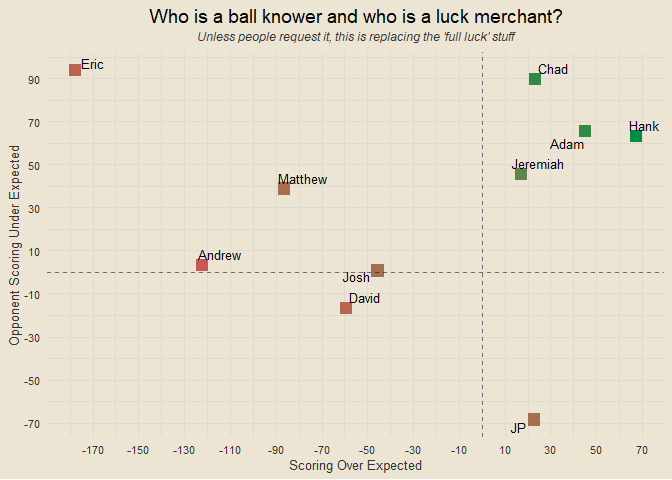 Who is a ball knower and who is a luck merchant?
Unless people request it, this is replacing the 'full luck' stuff
Eric
Chad
90
70
Hank
Adam
50
Jeremiah
Matthew
30
Opponent Scoring Under Expected
10
Andrew
Josh
-10
David
-30
-50
-70
JP
-170 -150 -130 -110 -90 -70 -50 -30 -10 10 30 50 70
Scoring Over Expected